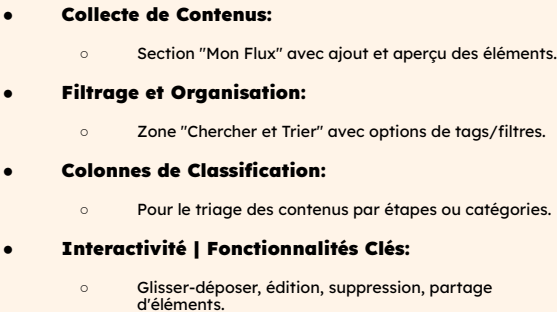 ● Collecte de Contenus:
○ Section "Mon Flux" avec ajout et aperçu des éléments.
● Filtrage et Organisation:
○ Zone "Chercher et Trier" avec options de tags/filtres.
● Colonnes de Classification:
○ Pour le triage des contenus par étapes ou catégories.
● Interactivité | Fonctionnalités Clés:
○ Glisser-déposer, édition, suppression, partage
d'éléments.